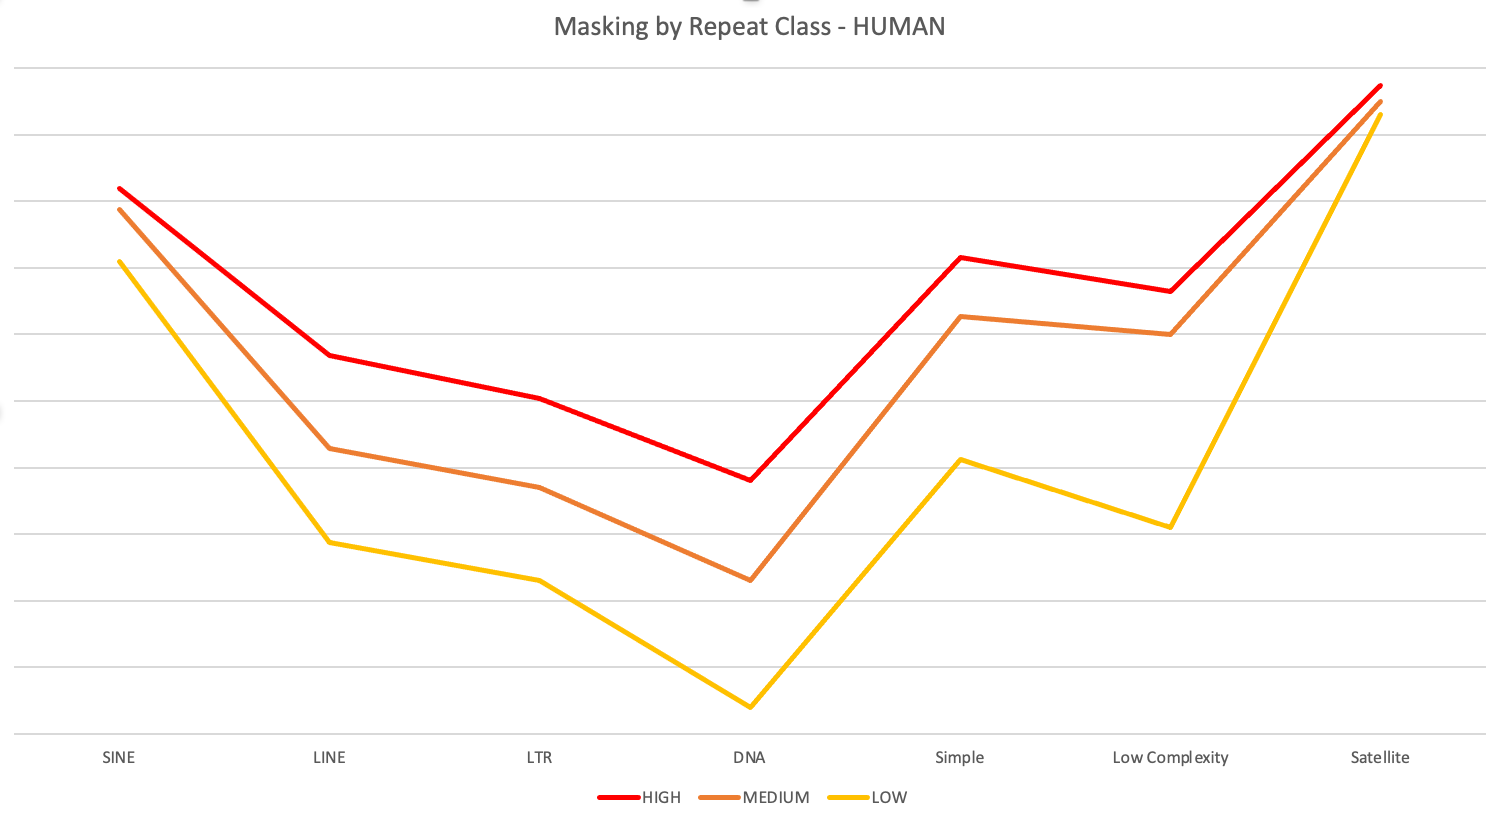 Masking by Repeat Class - HUMAN
SINE LINE LTR DNA Simple Low Complexity Satellite
HIGH MEDIUM LOW